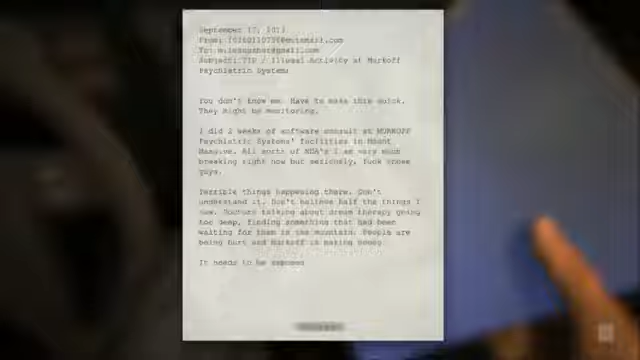 September 17, 2013
From:
To:
Subject: TIP / Illegal Activity at Murkoff
Psychiatric Systems
You don't know me. Have to make this quick.
They might be monitoring.
I did 2 weeks of software consult at MURKOFF
Psychiatric Systems' facilities in Mount
Massive. All sorts of NDA's I am very much
breaking right now but seriously, fuck those
guys.
Terrible things happening there. Don't
understand it. Don't believe half the things I
saw. Doctors talking about dream therapy going
too deep, finding something that had been
waiting for them in the mountain. People are
being hurt and Murkoff is making money.
It needs to be exposed